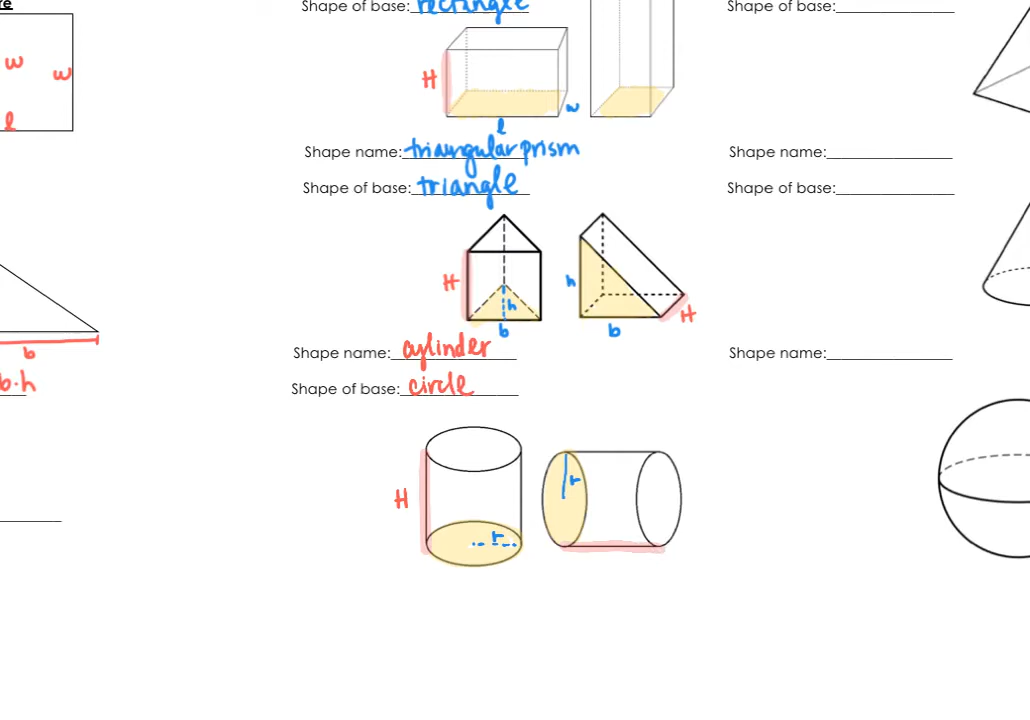 re
w
w
l
b
b·h
Shape of base: rectangle
H
w
l
Shape name: triangular prism
Shape of base: triangle
H
h
b
h
b
H
Shape name: cylinder
Shape of base: circle
H
r
r
Shape of base:
Shape name:
Shape of base:
Shape name: